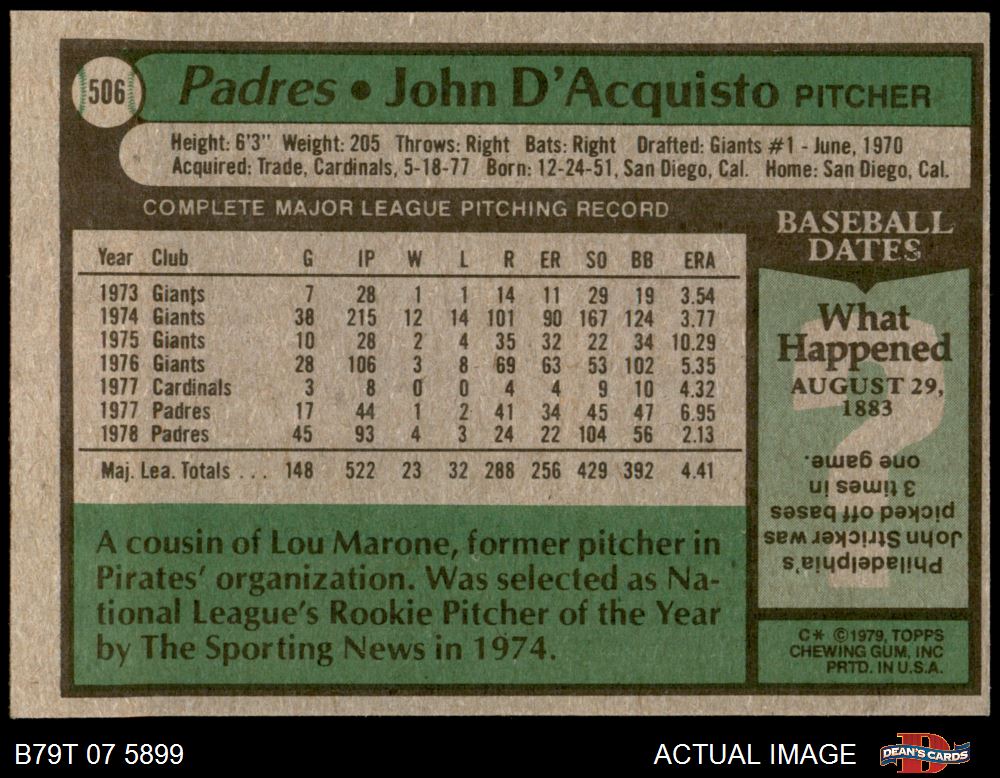 506
Padres • John D'Acquisto PITCHER
Height: 6'3" Weight: 205 Throws: Right Bats: Right Drafted: Giants #1 - June, 1970
Acquired: Trade, Cardinals, 5-18-77 Born: 12-24-51, San Diego, Cal. Home: San Diego, Cal.
COMPLETE MAJOR LEAGUE PITCHING RECORD
Year Club G IP W L R ER SO BB ERA
1973 Giants 7 28 1 1 14 11 29 19 3.54
1974 Giants 38 215 12 14 101 90 167 124 3.77
1975 Giants 10 28 2 4 35 32 22 34 10.29
1976 Giants 28 106 3 8 69 63 53 102 5.35
1977 Cardinals 3 8 0 0 4 4 9 10 4.32
1977 Padres 17 44 1 2 41 34 45 47 6.95
1978 Padres 45 93 4 3 24 22 104 56 2.13
Maj. Lea. Totals . . . 148 522 23 32 288 256 429 392 4.41
A cousin of Lou Marone, former pitcher in
Pirates' organization. Was selected as Na-
tional League's Rookie Pitcher of the Year
by The Sporting News in 1974.
BASEBALL
DATES
What
Happened
AUGUST 29,
1883
?
Philadelphia's
John Stricker was
picked off bases
3 times in
one game.
C* ©1979, TOPPS
CHEWING GUM, INC
PRTD. IN U.S.A.
B79T 07 5899
ACTUAL IMAGE
D
DEAN'S CARDS